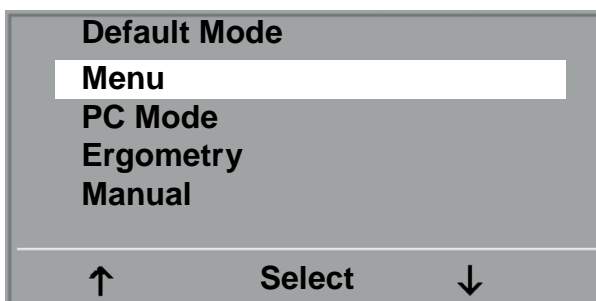 Default Mode
Menu
PC Mode
Ergometry
Manual
↑ Select ↓